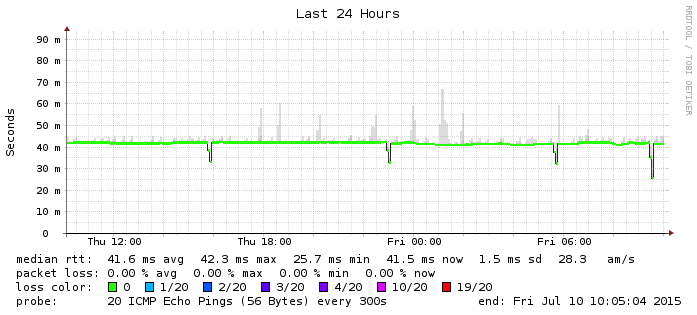 Last 24 Hours
RRDTOOL / TOBI OETIKER
Seconds
90 m
80 m
70 m
60 m
50 m
40 m
30 m
20 m
10 m
0
Thu 12:00 Thu 18:00 Fri 00:00 Fri 06:00
median rtt: 41.6 ms avg 42.3 ms max 25.7 ms min 41.5 ms now 1.5 ms sd 28.3 am/s
packet loss: 0.00 % avg 0.00 % max 0.00 % min 0.00 % now
loss color: 0 1/20 2/20 3/20 4/20 10/20 19/20
probe: 20 ICMP Echo Pings (56 Bytes) every 300s end: Fri Jul 10 10:05:04 2015